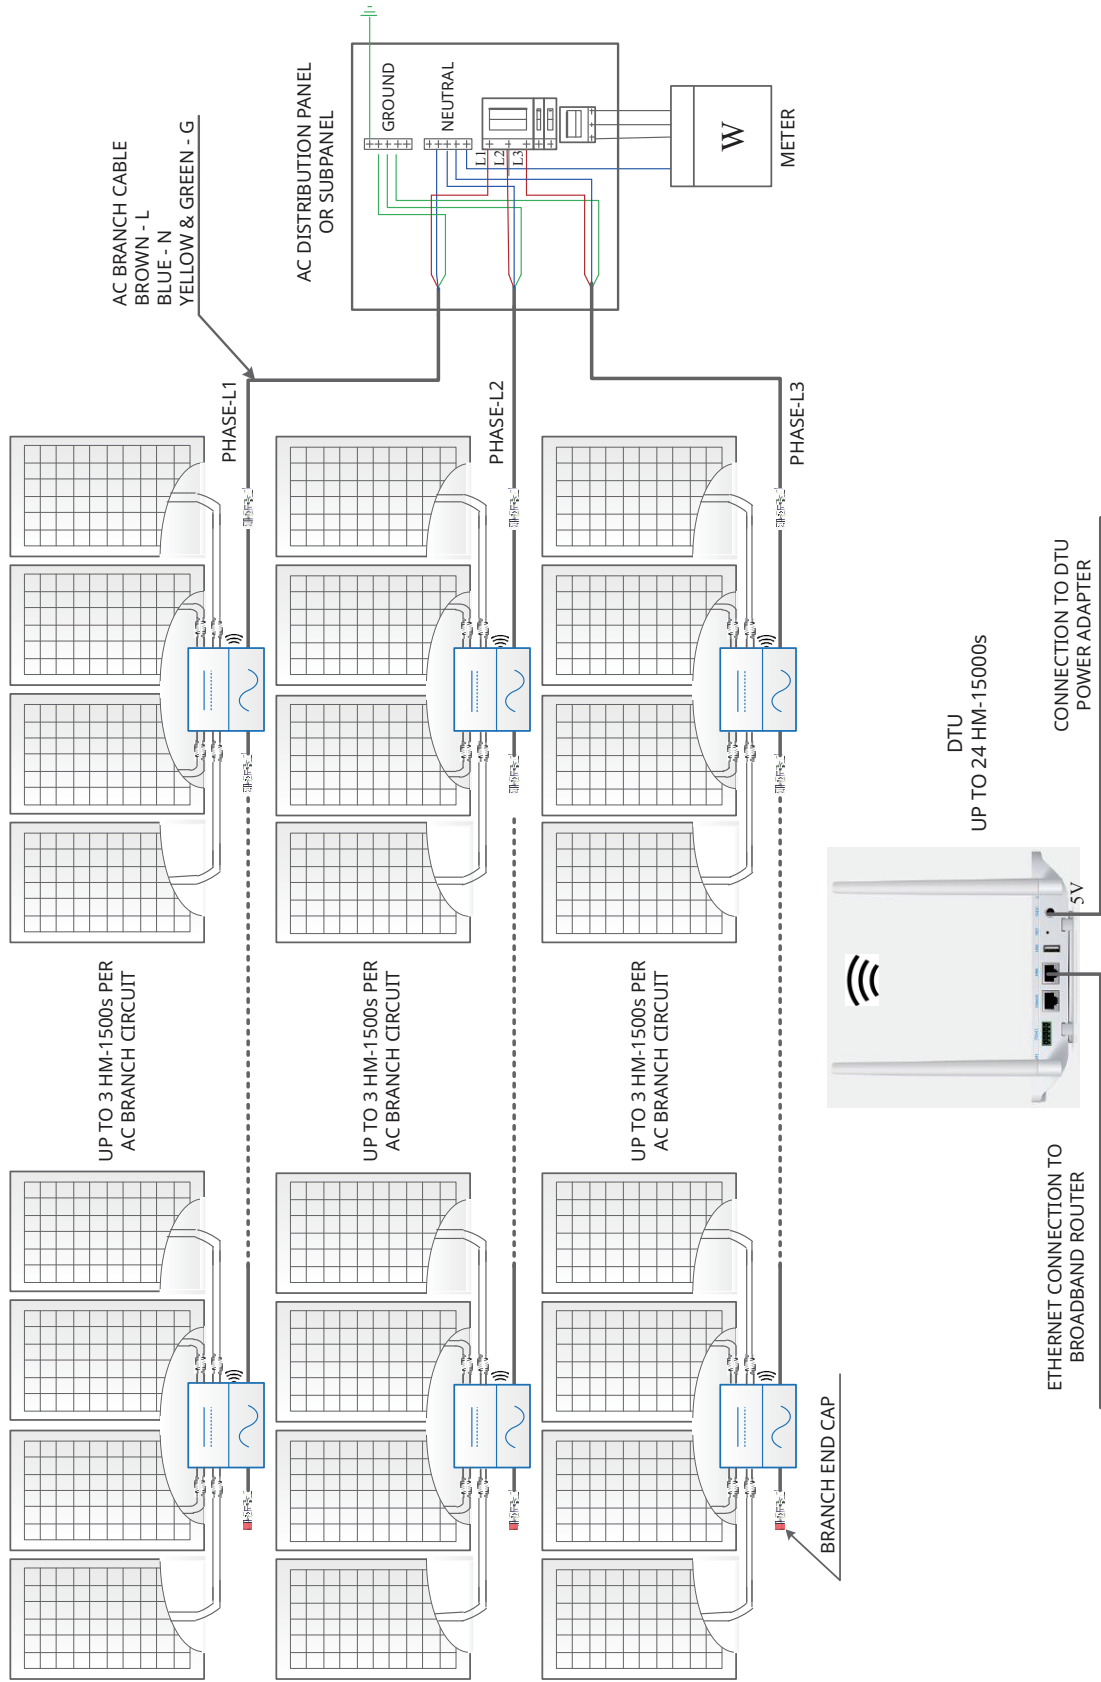 AC BRANCH CABLE
BROWN - L
BLUE - N
YELLOW & GREEN - G
AC DISTRIBUTION PANEL
OR SUBPANEL
GROUND
NEUTRAL
L1
L2
L3
W
METER
PHASE-L1
PHASE-L2
PHASE-L3
UP TO 3 HM-1500s PER
AC BRANCH CIRCUIT
UP TO 3 HM-1500s PER
AC BRANCH CIRCUIT
UP TO 3 HM-1500s PER
AC BRANCH CIRCUIT
BRANCH END CAP
DTU
UP TO 24 HM-15000s
5V
CONNECTION TO DTU
POWER ADAPTER
ETHERNET CONNECTION TO
BROADBAND ROUTER